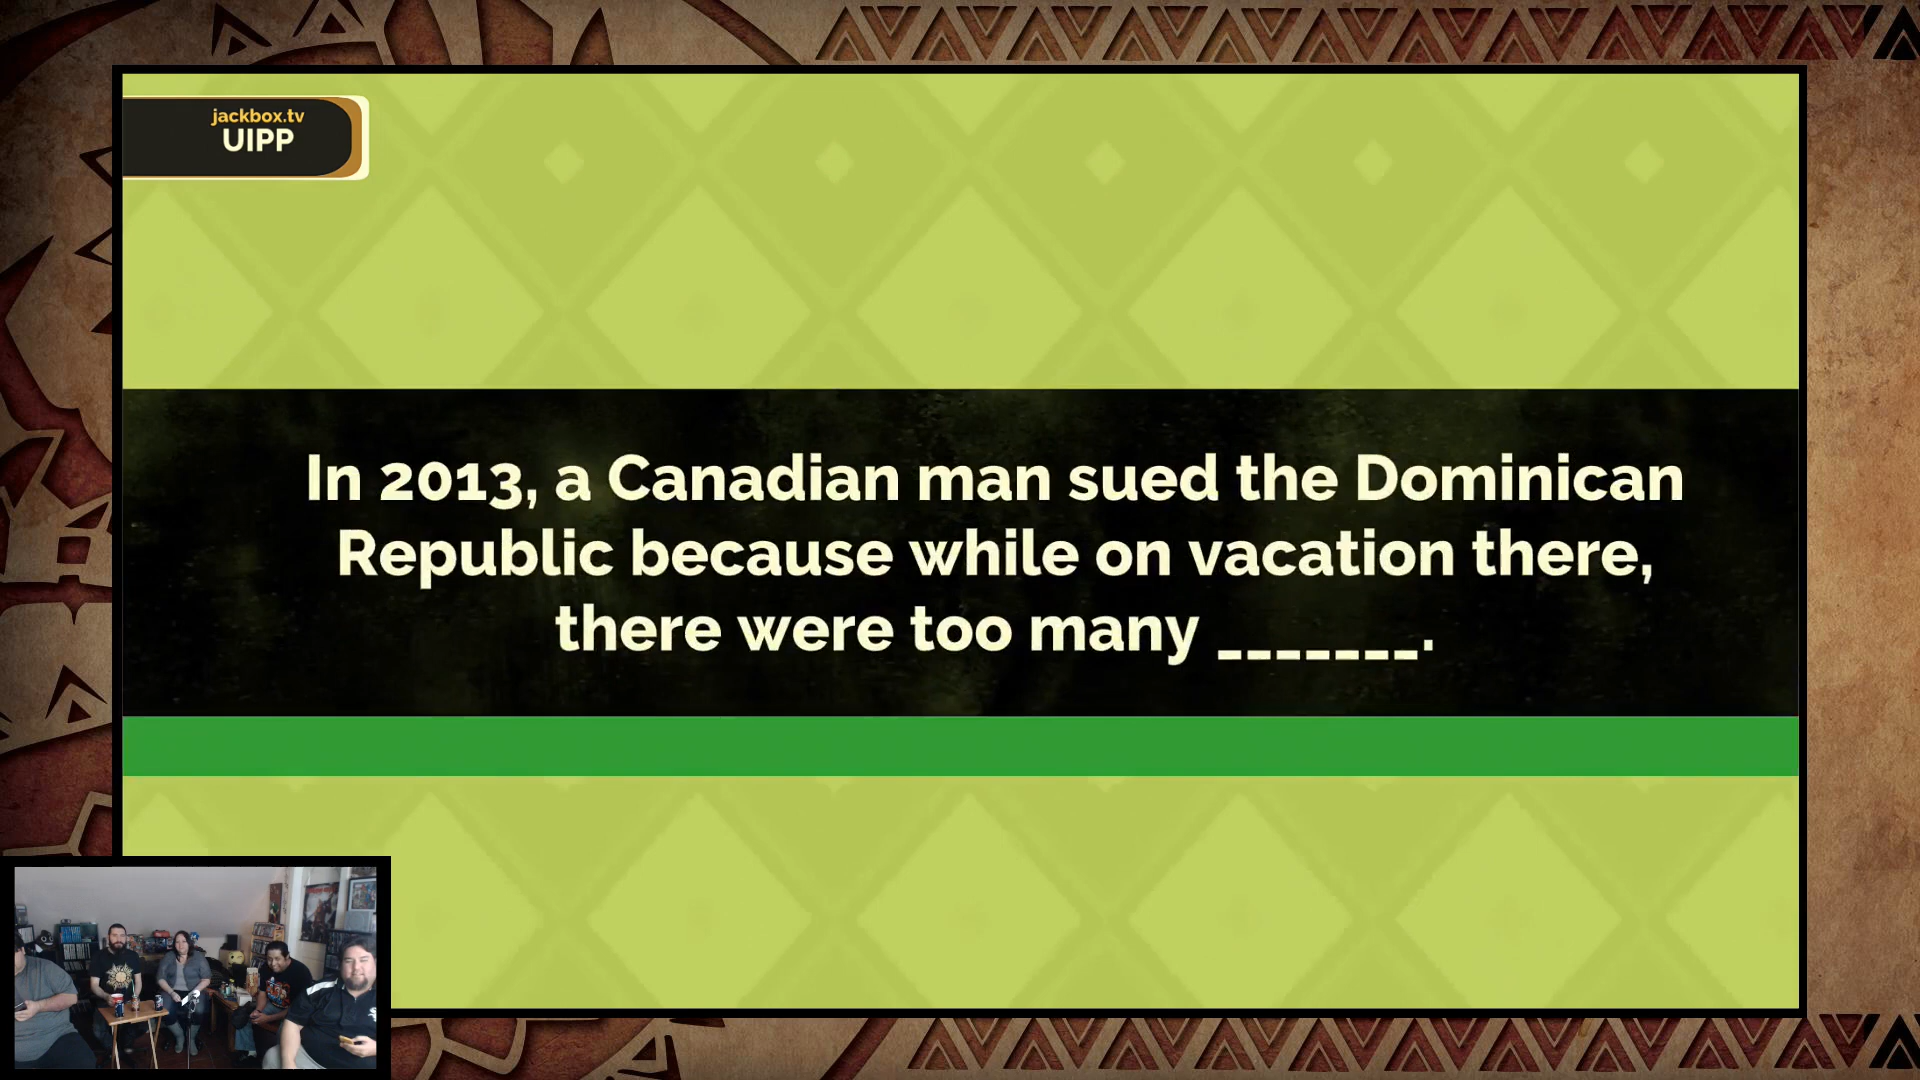 jackbox.tv
UIPP
In 2013, a Canadian man sued the Dominican
Republic because while on vacation there,
there were too many _______.